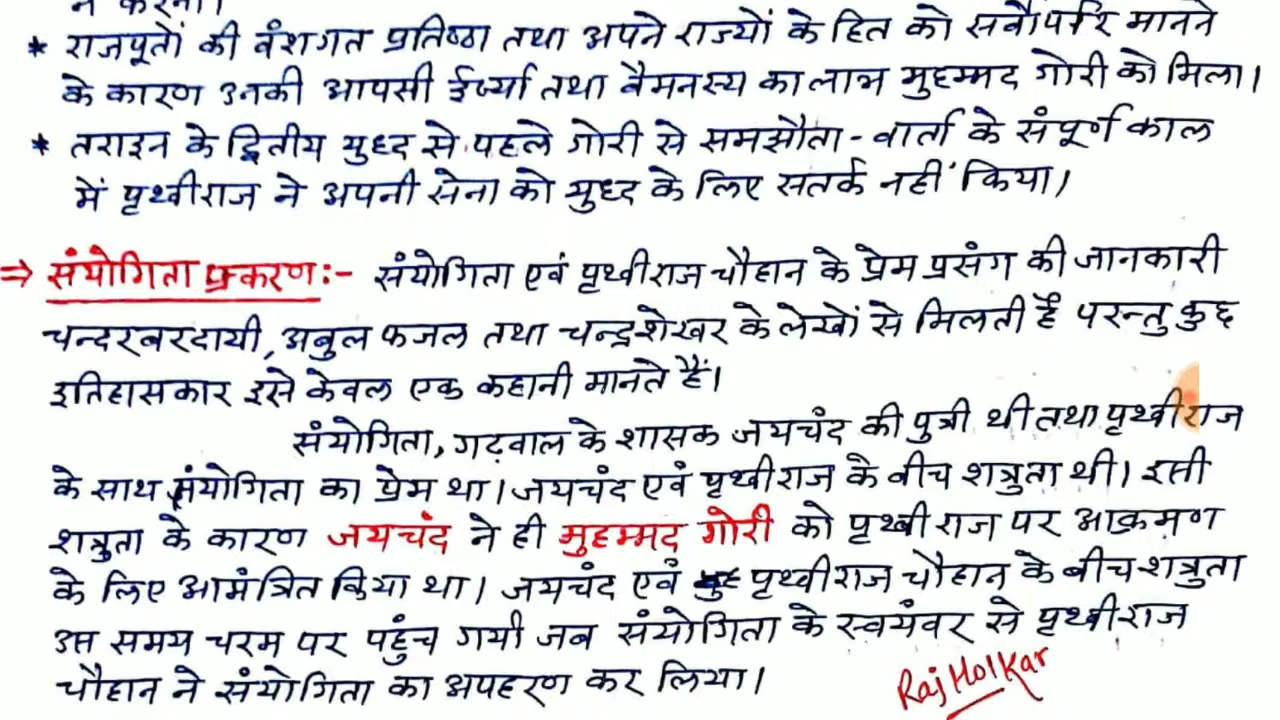 न करना।
* राजपूतों की वंशगत प्रतिष्ठा तथा अपने राज्यों के हित को सर्वोपरि मानने
के कारण उनकी आपसी ईर्ष्या तथा वैमनस्य का लाभ मुहम्मद गोरी को मिला।
* तराइन के द्वितीय युध्द से पहले गोरी से समझौता - वार्ता के संपूर्ण काल
में पृथ्वीराज ने अपनी सेना को युध्द के लिए सतर्क नहीं किया।
⇒ संयोगिता प्रकरण:- संयोगिता एवं पृथ्वीराज चौहान के प्रेम प्रसंग की जानकारी
चन्दरबरदायी, अबुल फजल तथा चन्द्रशेखर के लेखों से मिलती है परन्तु कुछ
इतिहासकार इसे केवल एक कहानी मानते हैं।
संयोगिता, गढ़वाल के शासक जयचंद की पुत्री थी तथा पृथ्वीराज
के साथ संयोगिता का प्रेम था। जयचंद एवं पृथ्वीराज के बीच शत्रुता थी। इसी
शत्रुता के कारण जयचंद ने ही मुहम्मद गोरी को पृथ्वीराज पर आक्रमण
के लिए आमंत्रित किया था। जयचंद एवं पृथ्वीराज चौहान के बीच शत्रुता
उस समय चरम पर पहुंच गयी जब संयोगिता के स्वयंवर से पृथ्वीराज
चौहान ने संयोगिता का अपहरण कर लिया।
Raj Holkar